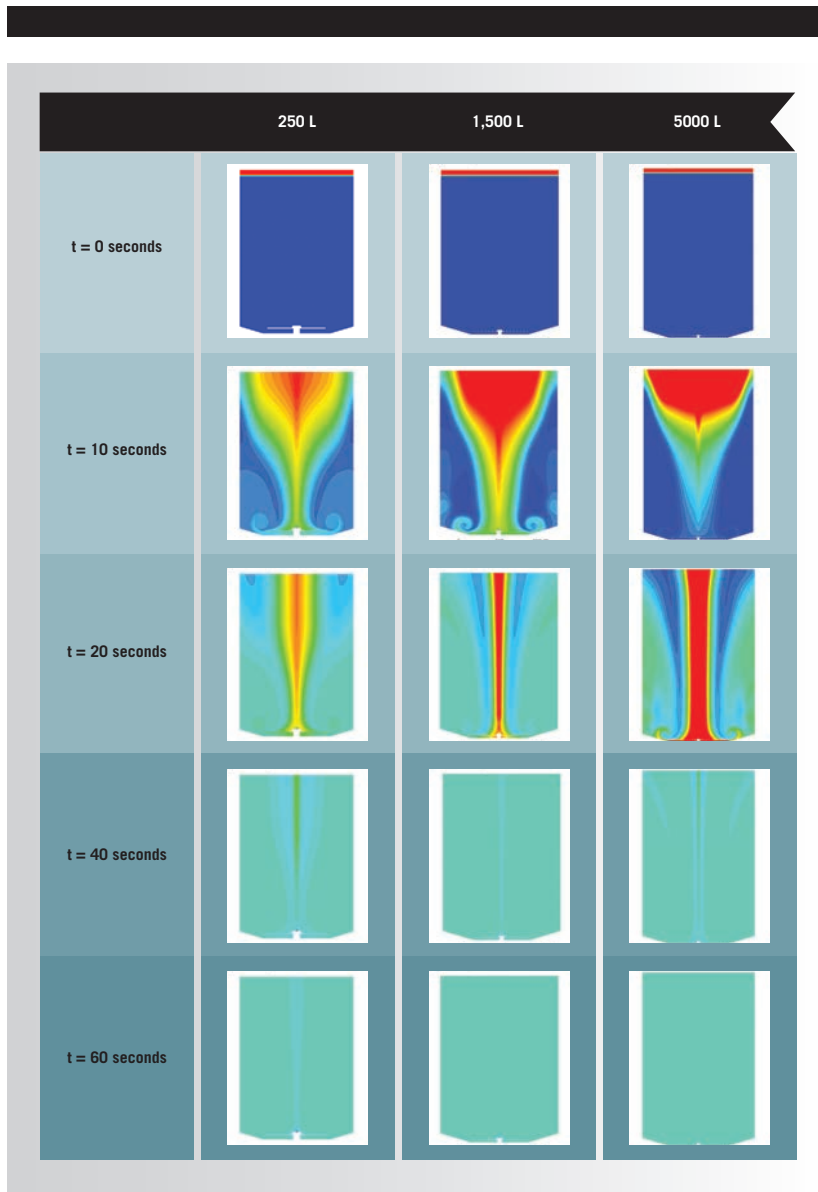 250 L 1,500 L 5000 L
t = 0 seconds
t = 10 seconds
t = 20 seconds
t = 40 seconds
t = 60 seconds